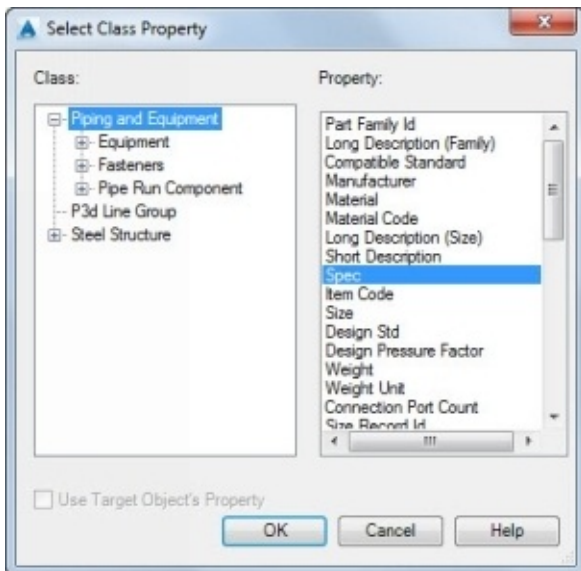 Select Class Property
Class:
Piping and Equipment
Equipment
Fasteners
Pipe Run Component
P3d Line Group
Steel Structure
Property:
Part Family Id
Long Description (Family)
Compatible Standard
Manufacturer
Material
Material Code
Long Description (Size)
Short Description
Spec
Item Code
Size
Design Std
Design Pressure Factor
Weight
Weight Unit
Connection Port Count
Size Record Id
Use Target Object's Property
OK
Cancel
Help